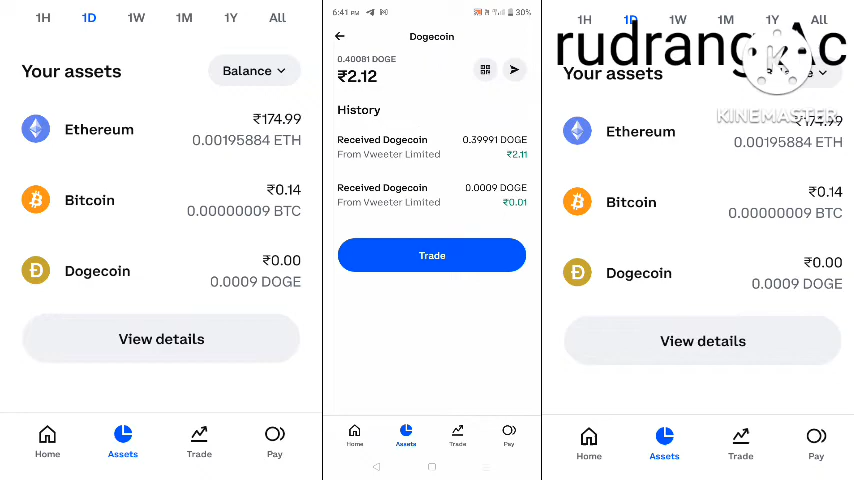 1H 1D 1W 1M 1Y All
Your assets
Balance
Ethereum
₹174.99
0.00195884 ETH
Bitcoin
₹0.14
0.00000009 BTC
Dogecoin
₹0.00
0.0009 DOGE
View details
Home Assets Trade Pay
6:41 PM
30%
Dogecoin
0.40081 DOGE
₹2.12
History
Received Dogecoin 0.39991 DOGE
From Vweeter Limited ₹2.11
Received Dogecoin 0.0009 DOGE
From Vweeter Limited ₹0.01
Trade
Home Assets Trade Pay
1H 1D 1W 1M 1Y All
rudrang Ac
Your assets
K
KINEMASTER
Ethereum
₹174.99
0.00195884 ETH
Bitcoin
₹0.14
0.00000009 BTC
Dogecoin
₹0.00
0.0009 DOGE
View details
Home Assets Trade Pay